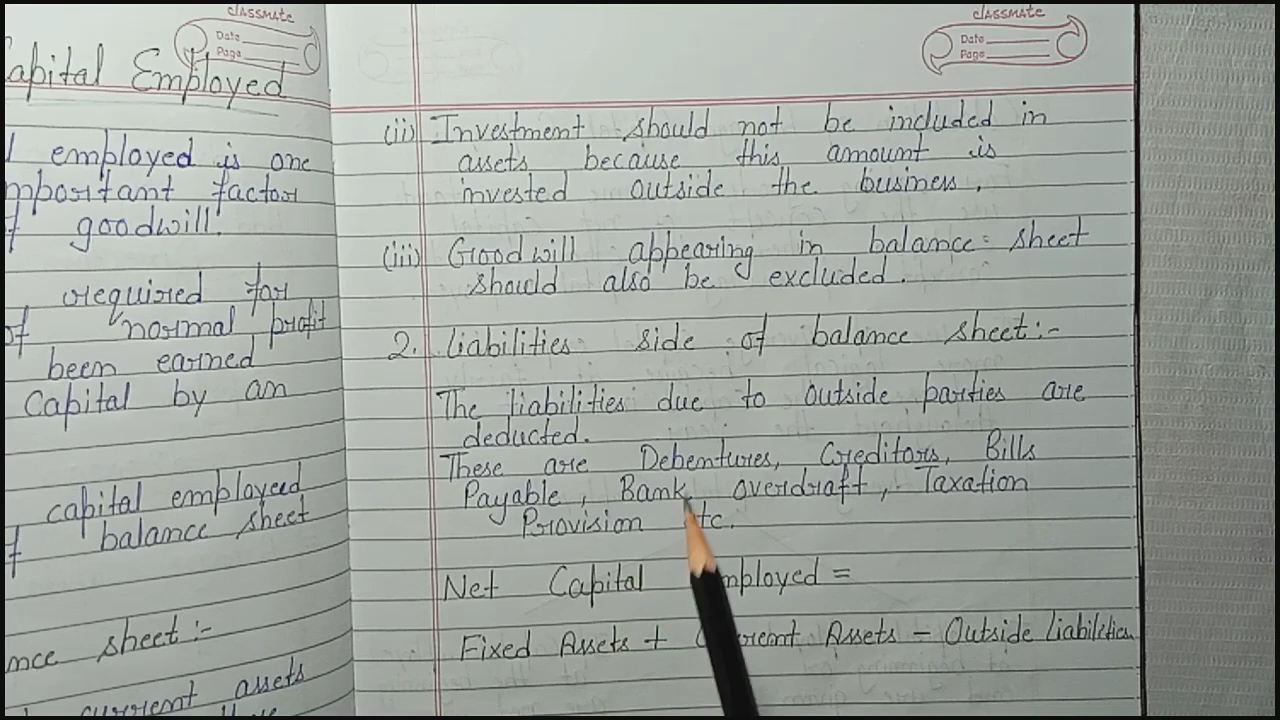 classmate
Date
Page
Capital Employed
employed is one
important factor
goodwill.
required for
of normal profit
been earned
Capital by an
capital employed
balance sheet
sheet :-
current assets
classmate
Date
Page
(ii) Investment should not be included in
assets because this amount is
invested outside the business.
(iii) Goodwill appearing in balance sheet
should also be excluded.
2. Liabilities side of balance sheet:-
The liabilities due to outside parties are
deducted.
These are Debentures, Creditors, Bills
Payable, Bank overdraft, Taxation
Provision etc.
Net Capital Employed =
Fixed Assets + Current Assets - Outside Liabilities